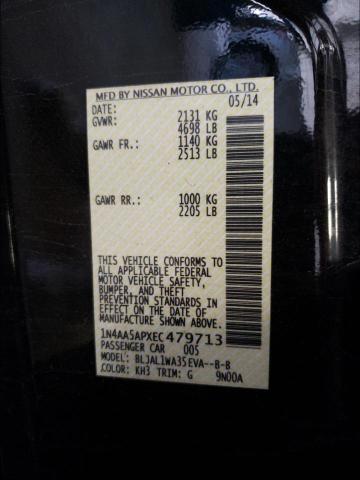 MFD BY NISSAN MOTOR CO., LTD.
DATE: 05/14
GVWR: 2131 KG
4698 LB
GAWR FR.: 1140 KG
2513 LB
GAWR RR.: 1000 KG
2205 LB
THIS VEHICLE CONFORMS TO
ALL APPLICABLE FEDERAL
MOTOR VEHICLE SAFETY,
BUMPER, AND THEFT
PREVENTION STANDARDS IN
EFFECT ON THE DATE OF
MANUFACTURE SHOWN ABOVE.
1N4AA5APXEC479713
PASSENGER CAR 005
MODEL: BLJAL1WA35EVA--B-B
COLOR: KH3 TRIM: G 9N00A